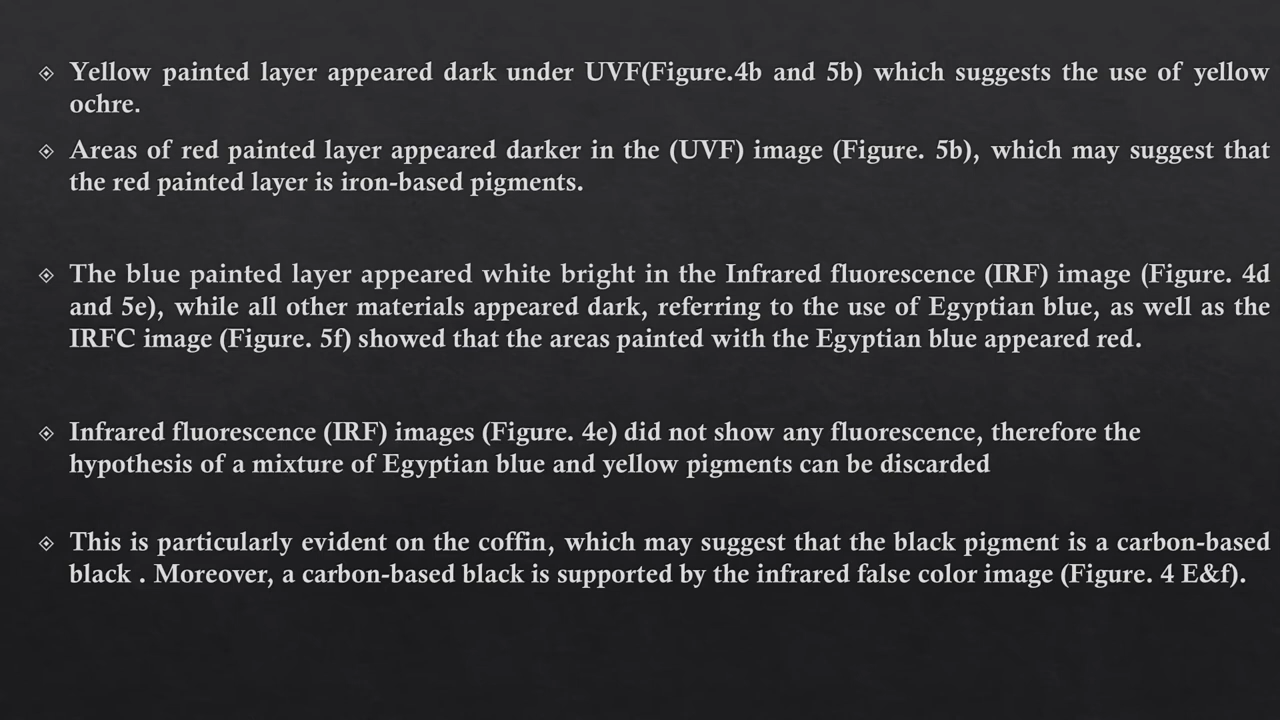 Yellow painted layer appeared dark under UVF(Figure.4b and 5b) which suggests the use of yellow
ochre.
Areas of red painted layer appeared darker in the (UVF) image (Figure. 5b), which may suggest that
the red painted layer is iron-based pigments.
The blue painted layer appeared white bright in the Infrared fluorescence (IRF) image (Figure. 4d
and 5e), while all other materials appeared dark, referring to the use of Egyptian blue, as well as the
IRFC image (Figure. 5f) showed that the areas painted with the Egyptian blue appeared red.
Infrared fluorescence (IRF) images (Figure. 4e) did not show any fluorescence, therefore the
hypothesis of a mixture of Egyptian blue and yellow pigments can be discarded
This is particularly evident on the coffin, which may suggest that the black pigment is a carbon-based
black . Moreover, a carbon-based black is supported by the infrared false color image (Figure. 4 E&f).